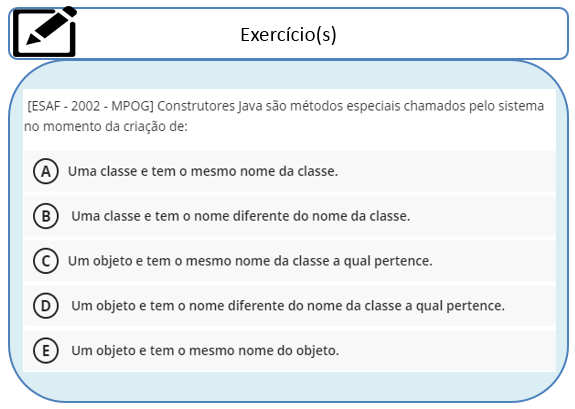 Exercício(s)
[ESAF - 2002 - MPOG] Construtores Java são métodos especiais chamados pelo sistema
no momento da criação de:
A Uma classe e tem o mesmo nome da classe.
B Uma classe e tem o nome diferente do nome da classe.
C Um objeto e tem o mesmo nome da classe a qual pertence.
D Um objeto e tem o nome diferente do nome da classe a qual pertence.
E Um objeto e tem o mesmo nome do objeto.